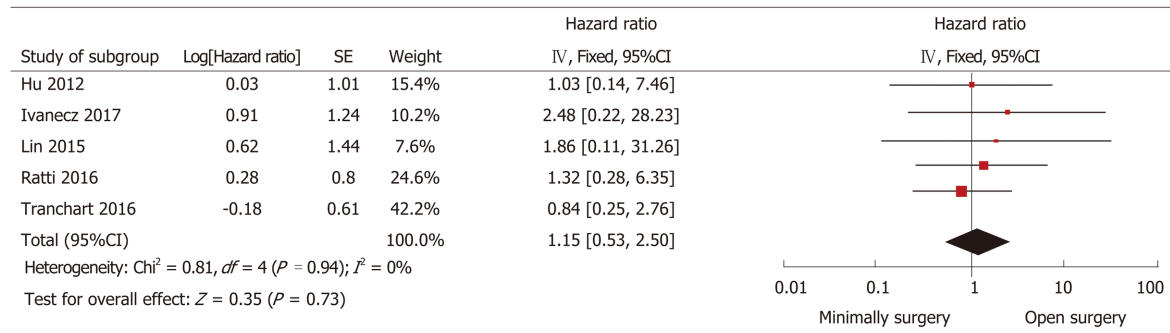 Hazard ratio Hazard ratio
Study of subgroup Log[Hazard ratio] SE Weight IV, Fixed, 95%CI IV, Fixed, 95%CI
Hu 2012 0.03 1.01 15.4% 1.03 [0.14, 7.46]
Ivanecz 2017 0.91 1.24 10.2% 2.48 [0.22, 28.23]
Lin 2015 0.62 1.44 7.6% 1.86 [0.11, 31.26]
Ratti 2016 0.28 0.8 24.6% 1.32 [0.28, 6.35]
Tranchart 2016 -0.18 0.61 42.2% 0.84 [0.25, 2.76]
Total (95%CI) 100.0% 1.15 [0.53, 2.50]
Heterogeneity: Chi² = 0.81, df = 4 (P = 0.94); I² = 0%
Test for overall effect: Z = 0.35 (P = 0.73)
0.01 0.1 1 10 100
Minimally surgery Open surgery